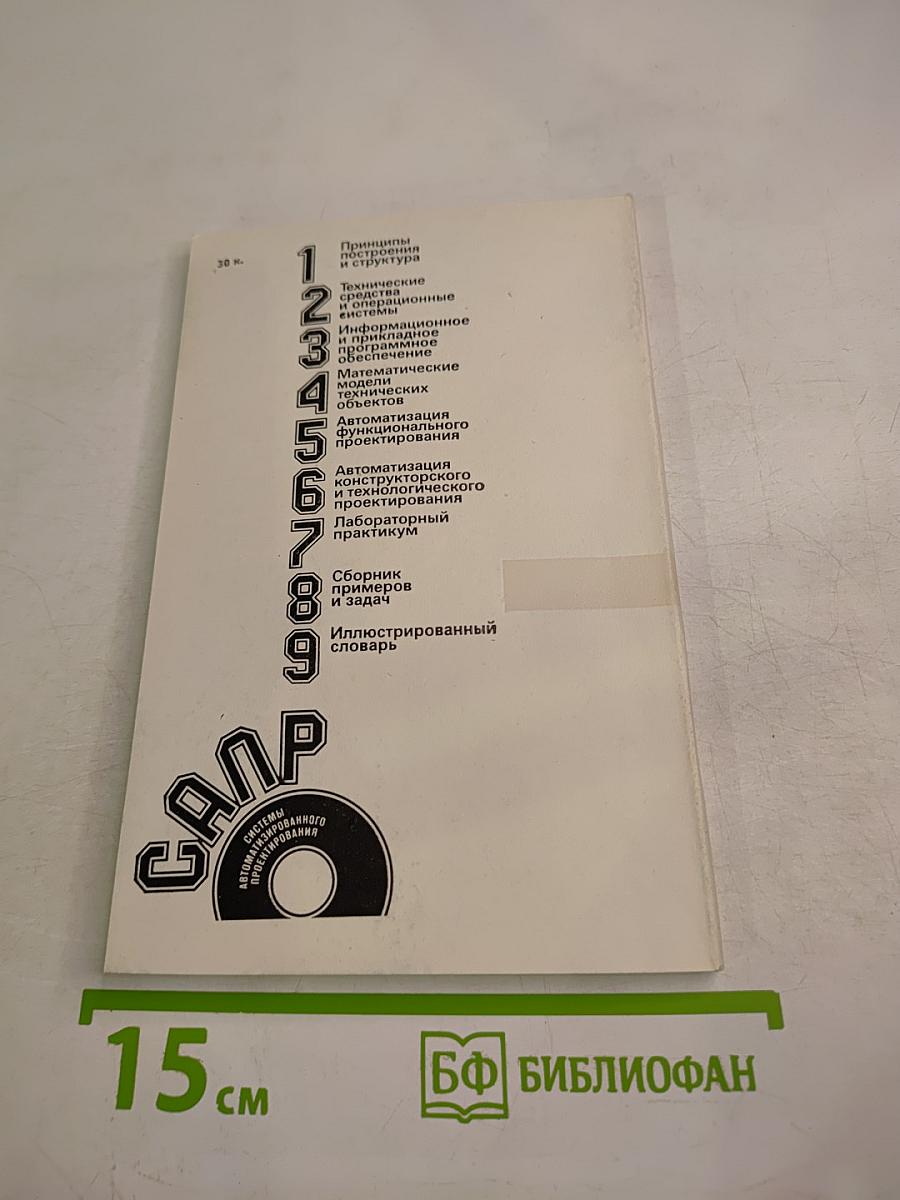 30 к.
1
Принципы
построения
и структура
2
Технические
средства
и операционные
системы
3
Информационное
и прикладное
программное
обеспечение
4
Математические
модели
технических
объектов
5
Автоматизация
функционального
проектирования
6
Автоматизация
конструкторского
и технологического
проектирования
7
Лабораторный
практикум
8
Сборник
примеров
и задач
9
Иллюстрированный
словарь
САПР
СИСТЕМЫ
АВТОМАТИЗИРОВАННОГО
ПРОЕКТИРОВАНИЯ
15 см
БФ БИБЛИОФАН